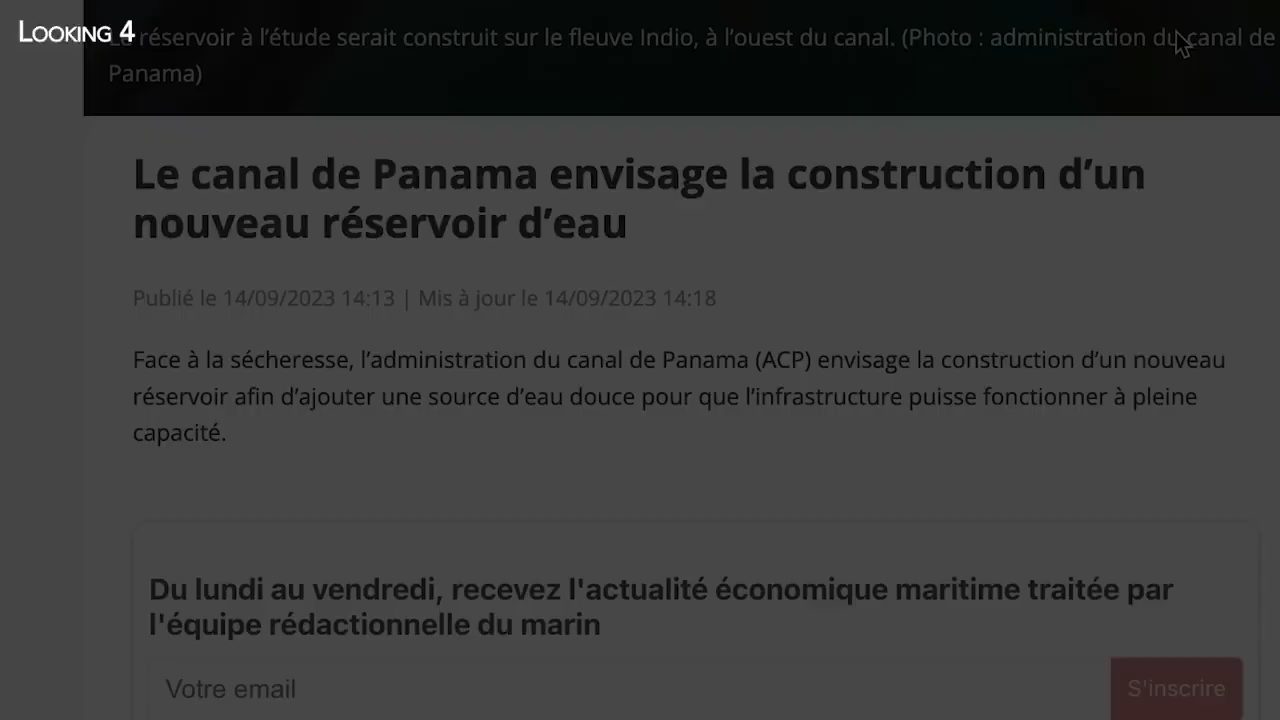 LOOKING 4
réservoir à l’étude serait construit sur le fleuve Indio, à l’ouest du canal. (Photo : administration du canal de
Panama)
Le canal de Panama envisage la construction d’un
nouveau réservoir d’eau
Publié le 14/09/2023 14:13 | Mis à jour le 14/09/2023 14:18
Face à la sécheresse, l’administration du canal de Panama (ACP) envisage la construction d’un nouveau
réservoir afin d’ajouter une source d’eau douce pour que l’infrastructure puisse fonctionner à pleine
capacité.
Du lundi au vendredi, recevez l'actualité économique maritime traitée par
l'équipe rédactionnelle du marin
Votre email
S'inscrire